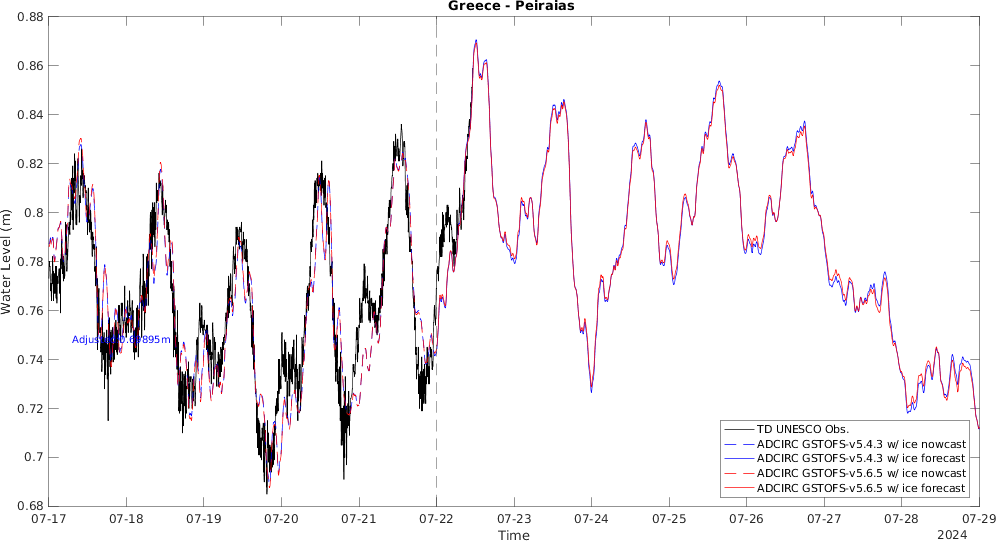 Greece - Peiraias
0.88
0.86
0.84
0.82
0.8
0.78
0.76
0.74
0.72
0.7
0.68
Water Level (m)
TD UNESCO Obs.
ADCIRC GSTOFS-v5.4.3 w/ ice nowcast
ADCIRC GSTOFS-v5.4.3 w/ ice forecast
ADCIRC GSTOFS-v5.6.5 w/ ice nowcast
ADCIRC GSTOFS-v5.6.5 w/ ice forecast
07-17 07-18 07-19 07-20 07-21 07-22 07-23 07-24 07-25 07-26 07-27 07-28 07-29
Time
2024